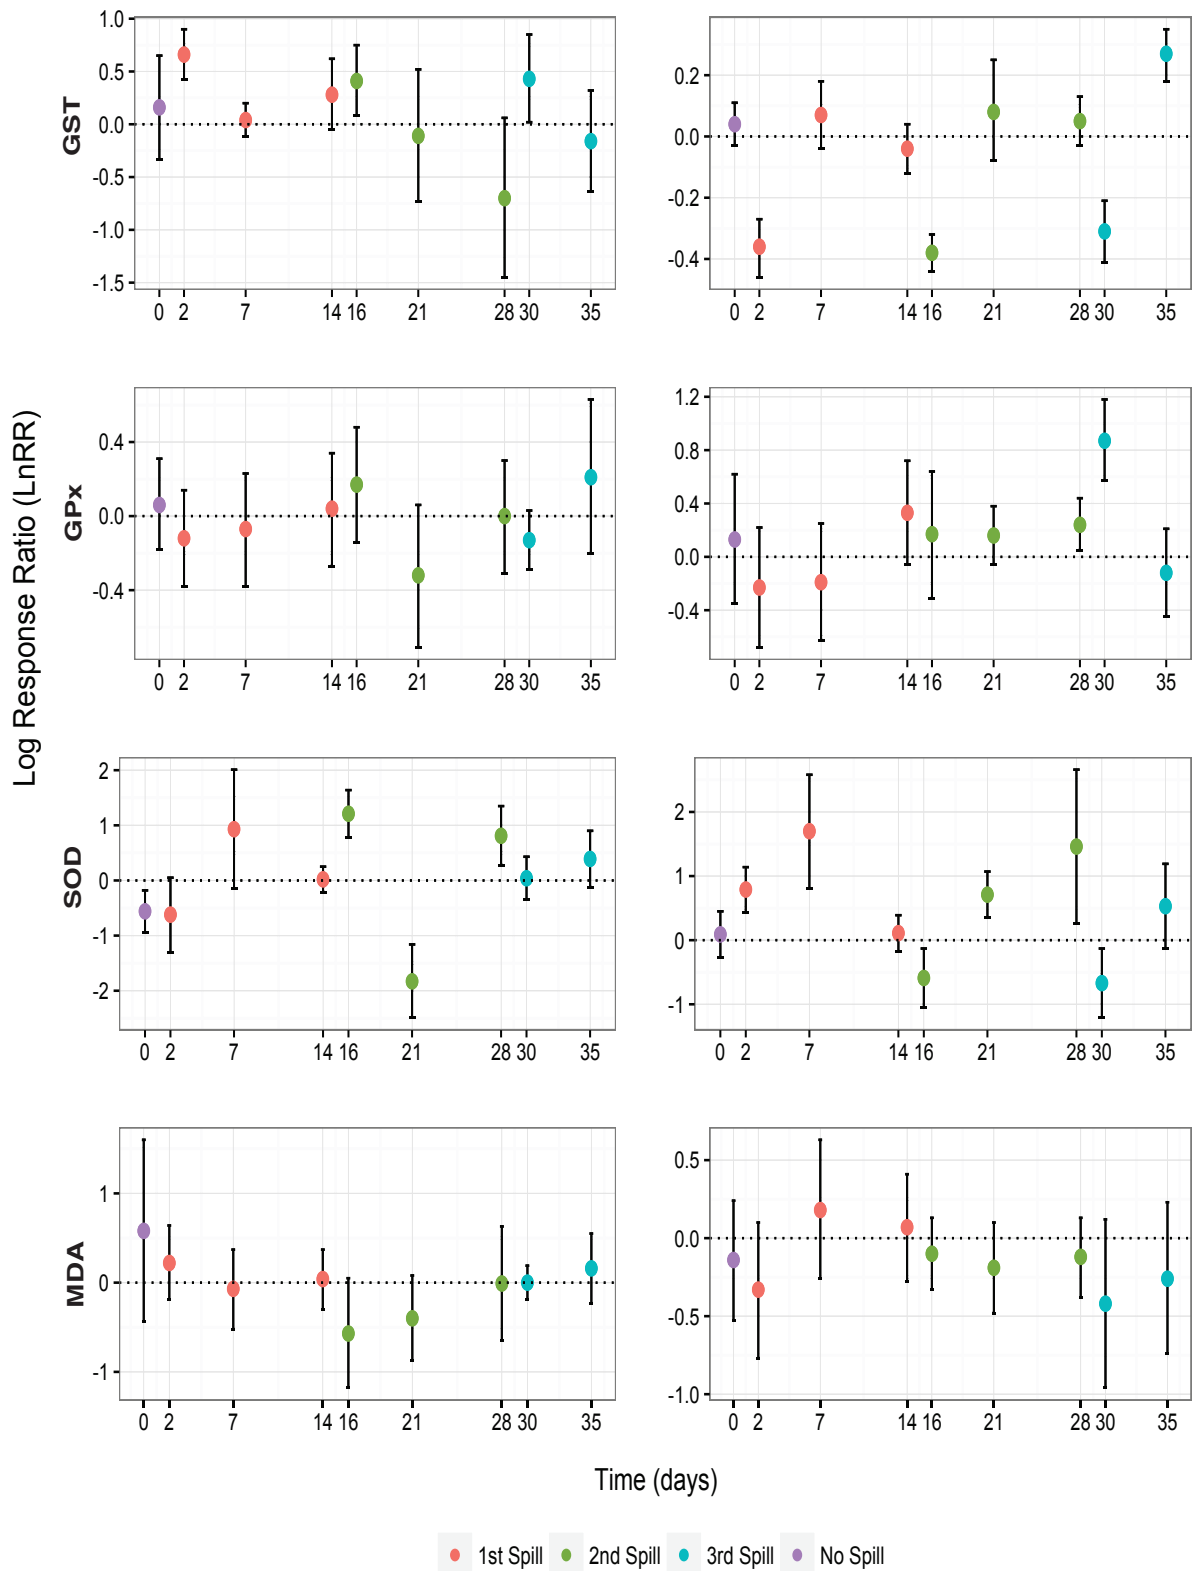 Log Response Ratio (LnRR)
GST
1.0
0.5
0.0
-0.5
-1.0
-1.5
0 2 7 14 16 21 28 30 35
0.2
0.0
-0.2
-0.4
0 2 7 14 16 21 28 30 35
GPx
0.4
0.0
-0.4
0 2 7 14 16 21 28 30 35
1.2
0.8
0.4
0.0
-0.4
0 2 7 14 16 21 28 30 35
SOD
2
1
0
-1
-2
0 2 7 14 16 21 28 30 35
2
1
0
-1
0 2 7 14 16 21 28 30 35
MDA
1
0
-1
0 2 7 14 16 21 28 30 35
0.5
0.0
-0.5
-1.0
0 2 7 14 16 21 28 30 35
Time (days)
1st Spill 2nd Spill 3rd Spill No Spill